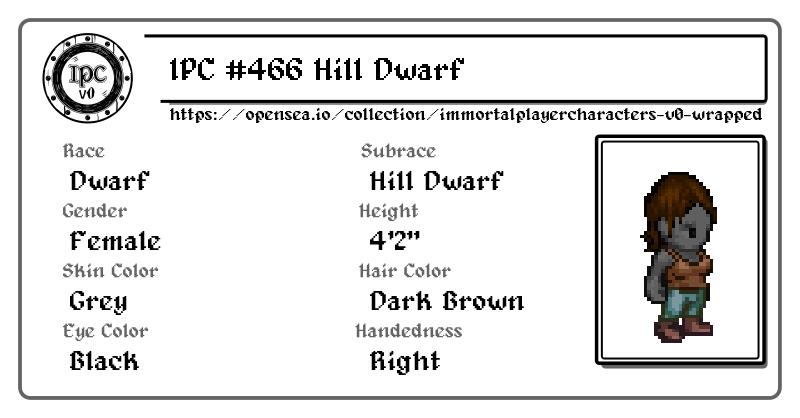 IPC
v0
IPC #466 Hill Dwarf
https://opensea.io/collection/immortalplayercharacters-v0-wrapped
Race
Dwarf
Subrace
Hill Dwarf
Gender
Female
Height
4'2"
Skin Color
Grey
Hair Color
Dark Brown
Eye Color
Black
Handedness
Right